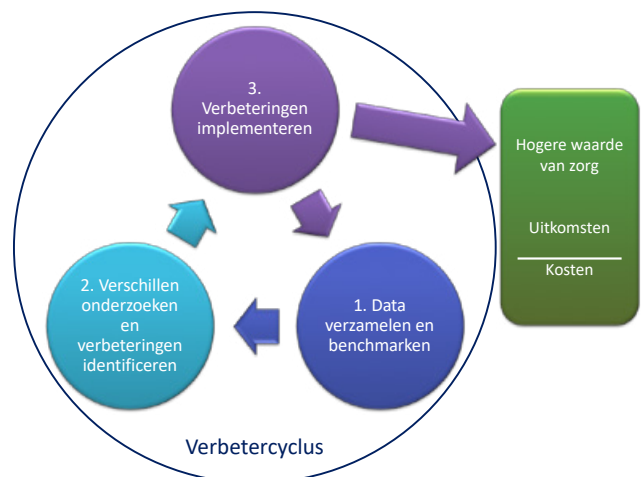 3.
Verbeteringen
implementeren
Hogere waarde
van zorg
Uitkomsten
Kosten
2. Verschillen
onderzoeken
en
verbeteringen
identificeren
1. Data
verzamelen en
benchmarken
Verbetercyclus